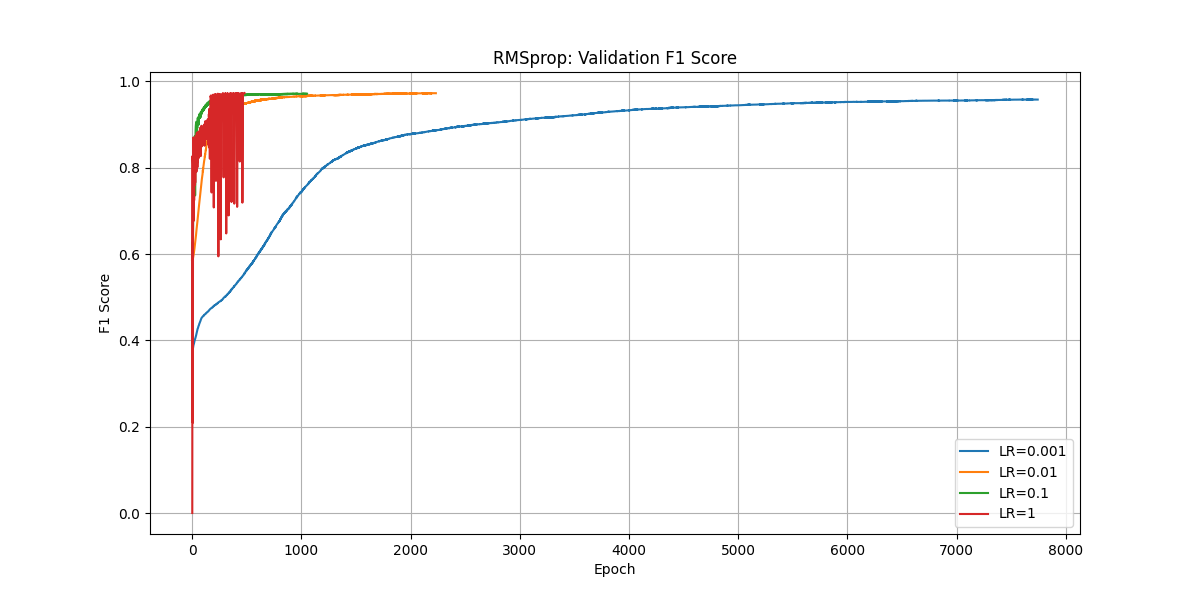 RMSprop: Validation F1 Score
F1 Score
1.0
0.8
0.6
0.4
0.2
0.0
0 1000 2000 3000 4000 5000 6000 7000 8000
Epoch
LR=0.001
LR=0.01
LR=0.1
LR=1